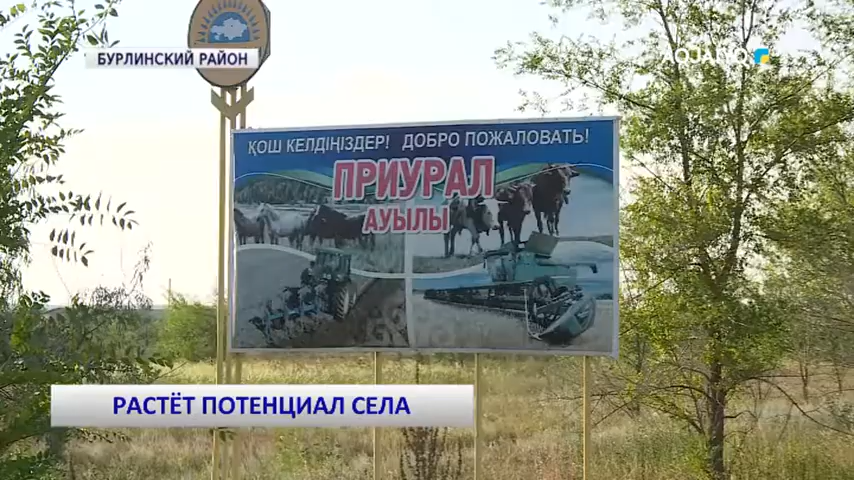 БУРЛИНСКИЙ РАЙОН
ҚОШ КЕЛДІҢІЗДЕР! ДОБРО ПОЖАЛОВАТЬ!
ПРИУРАЛ
АУЫЛЫ
РАСТЁТ ПОТЕНЦИАЛ СЕЛА